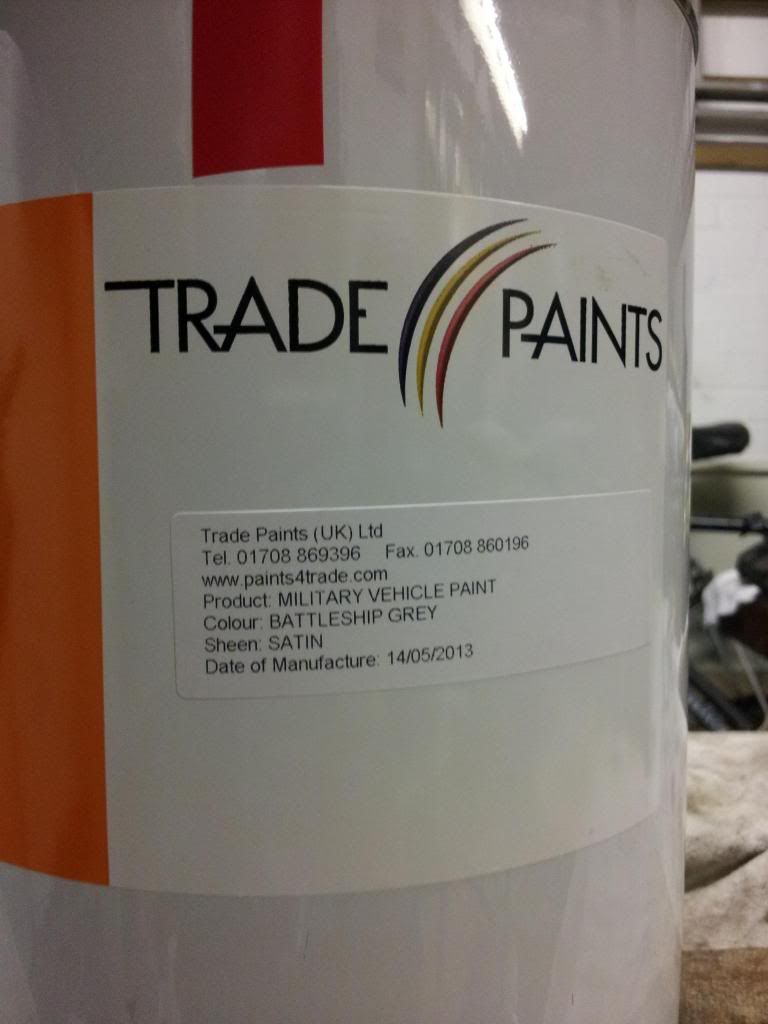 TRADE PAINTS
Trade Paints (UK) Ltd
Tel. 01708 869396 Fax. 01708 860196
www.paints4trade.com
Product: MILITARY VEHICLE PAINT
Colour: BATTLESHIP GREY
Sheen: SATIN
Date of Manufacture: 14/05/2013